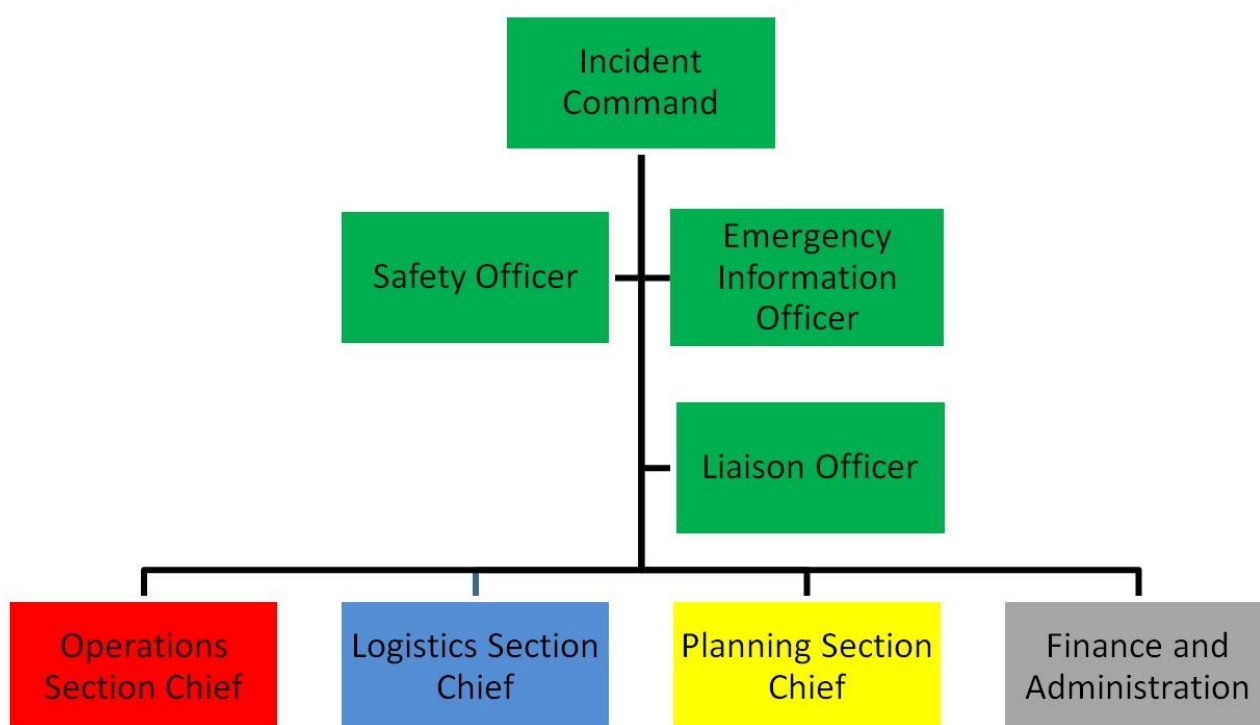 Incident
Command
Safety Officer
Emergency
Information
Officer
Liaison Officer
Operations
Section Chief
Logistics Section
Chief
Planning Section
Chief
Finance and
Administration